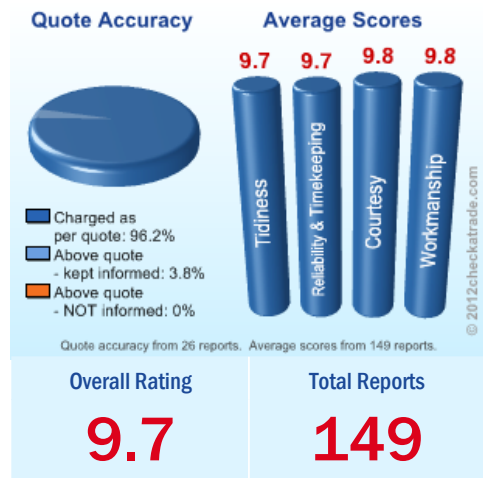 Quote Accuracy
Average Scores
9.7
9.7
9.8
9.8
Tidiness
Reliability & Timekeeping
Courtesy
Workmanship
Charged as
per quote: 96.2%
Above quote
- kept informed: 3.8%
Above quote
- NOT informed: 0%
© 2012checkatrade.com
Quote accuracy from 26 reports. Average scores from 149 reports.
Overall Rating
Total Reports
9.7
149